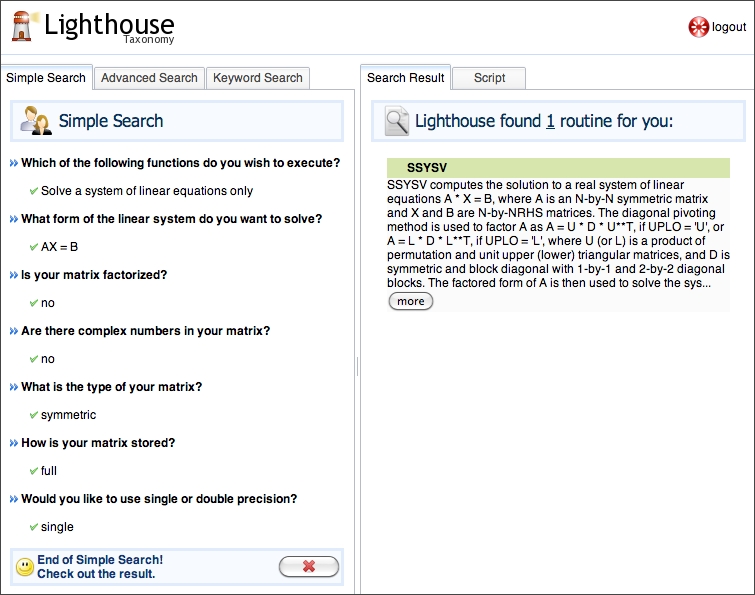 Lighthouse
Taxonomy
logout
Simple Search
Advanced Search
Keyword Search
Simple Search
Which of the following functions do you wish to execute?
Solve a system of linear equations only
What form of the linear system do you want to solve?
AX = B
Is your matrix factorized?
no
Are there complex numbers in your matrix?
no
What is the type of your matrix?
symmetric
How is your matrix stored?
full
Would you like to use single or double precision?
single
End of Simple Search!
Check out the result.
Search Result
Script
Lighthouse found 1 routine for you:
SSYSV
SSYSV computes the solution to a real system of linear
equations A * X = B, where A is an N-by-N symmetric matrix
and X and B are N-by-NRHS matrices. The diagonal pivoting
method is used to factor A as A = U * D * U**T, if UPLO = 'U', or
A = L * D * L**T, if UPLO = 'L', where U (or L) is a product of
permutation and unit upper (lower) triangular matrices, and D is
symmetric and block diagonal with 1-by-1 and 2-by-2 diagonal
blocks. The factored form of A is then used to solve the sys...
more